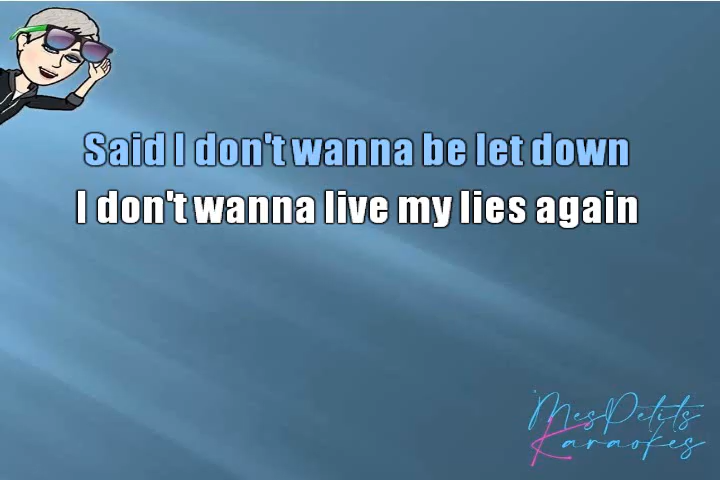 Said I don't wanna be let down
I don't wanna live my lies again
MesPetits
Karaokes